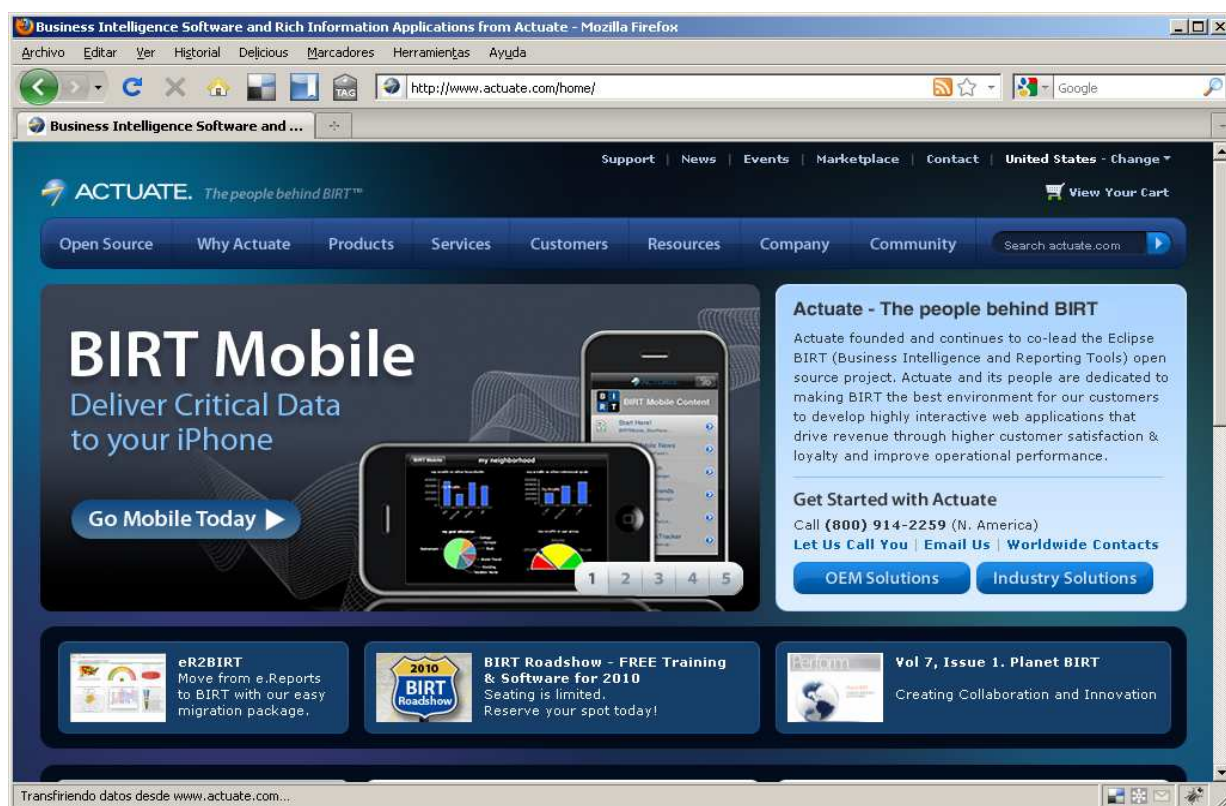 Business Intelligence Software and Rich Information Applications from Actuate - Mozilla Firefox
Archivo Editar Ver Historial Delicious Marcadores Herramientas Ayuda
TAG http://www.actuate.com/home/ Google
Business Intelligence Software and ...
Support | News | Events | Marketplace | Contact | United States - Change
ACTUATE. The people behind BIRT™
View Your Cart
Open Source Why Actuate Products Services Customers Resources Company Community Search actuate.com
BIRT Mobile
Deliver Critical Data
to your iPhone
Go Mobile Today
ACTUATE
BIRT
BIRT Mobile Content
Start Here!
BIRT Mobile
my neighborhood
1 2 3 4 5
Actuate - The people behind BIRT
Actuate founded and continues to co-lead the Eclipse
BIRT (Business Intelligence and Reporting Tools) open
source project. Actuate and its people are dedicated to
making BIRT the best environment for our customers
to develop highly interactive web applications that
drive revenue through higher customer satisfaction &
loyalty and improve operational performance.
Get Started with Actuate
Call (800) 914-2259 (N. America)
Let Us Call You | Email Us | Worldwide Contacts
OEM Solutions Industry Solutions
eR2BIRT
Move from e.Reports
to BIRT with our easy
migration package.
2010
BIRT
Roadshow
BIRT Roadshow - FREE Training
& Software for 2010
Seating is limited.
Reserve your spot today!
Perform
Vol 7, Issue 1. Planet BIRT
Creating Collaboration and Innovation
Transfiriendo datos desde www.actuate.com...